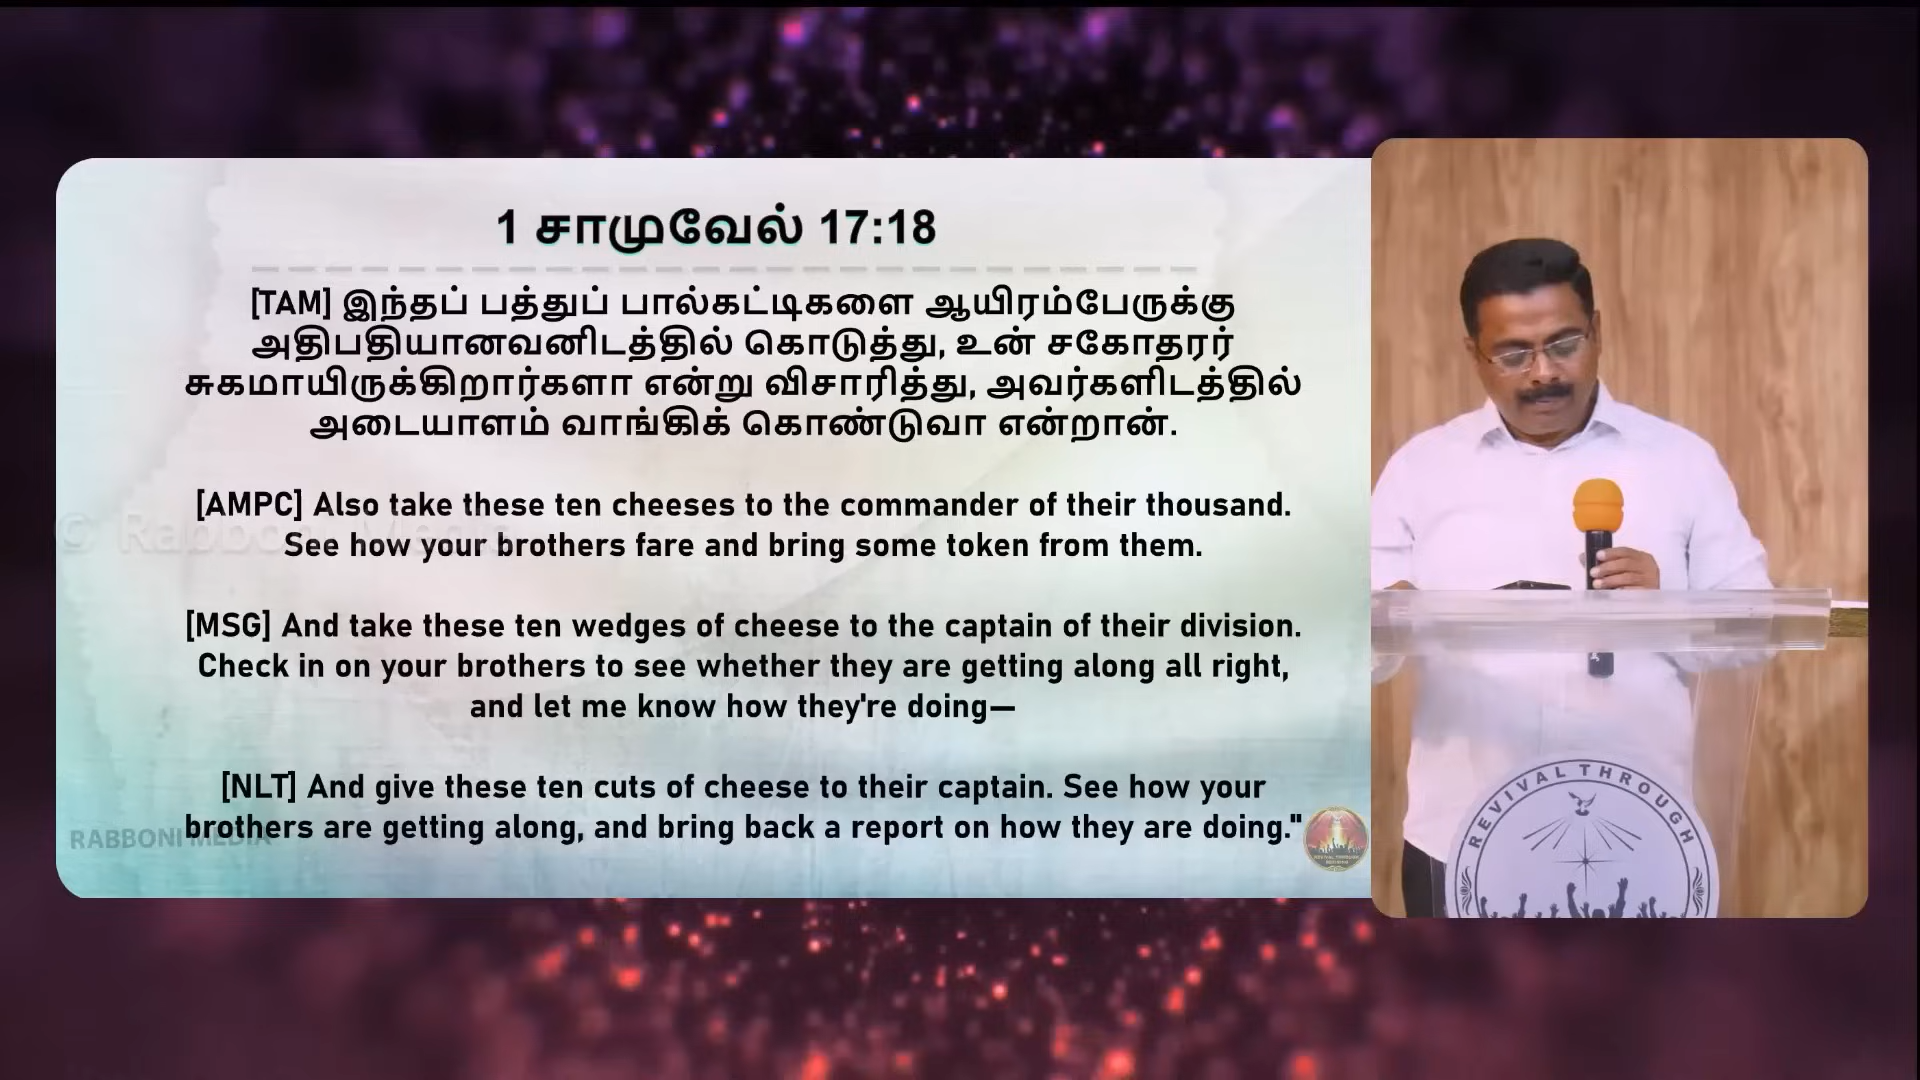 1 சாமுவேல் 17:18
[TAM] இந்தப் பத்துப் பால்கட்டிகளை ஆயிரம்பேருக்கு
அதிபதியானவனிடத்தில் கொடுத்து, உன் சகோதரர்
சுகமாயிருக்கிறார்களா என்று விசாரித்து, அவர்களிடத்தில்
அடையாளம் வாங்கிக் கொண்டுவா என்றான்.
[AMPC] Also take these ten cheeses to the commander of their thousand.
See how your brothers fare and bring some token from them.
[MSG] And take these ten wedges of cheese to the captain of their division.
Check in on your brothers to see whether they are getting along all right,
and let me know how they're doing—
[NLT] And give these ten cuts of cheese to their captain. See how your
brothers are getting along, and bring back a report on how they are doing."
© Rabboni Media
RABBONI MEDIA
REVIVAL THROUGH